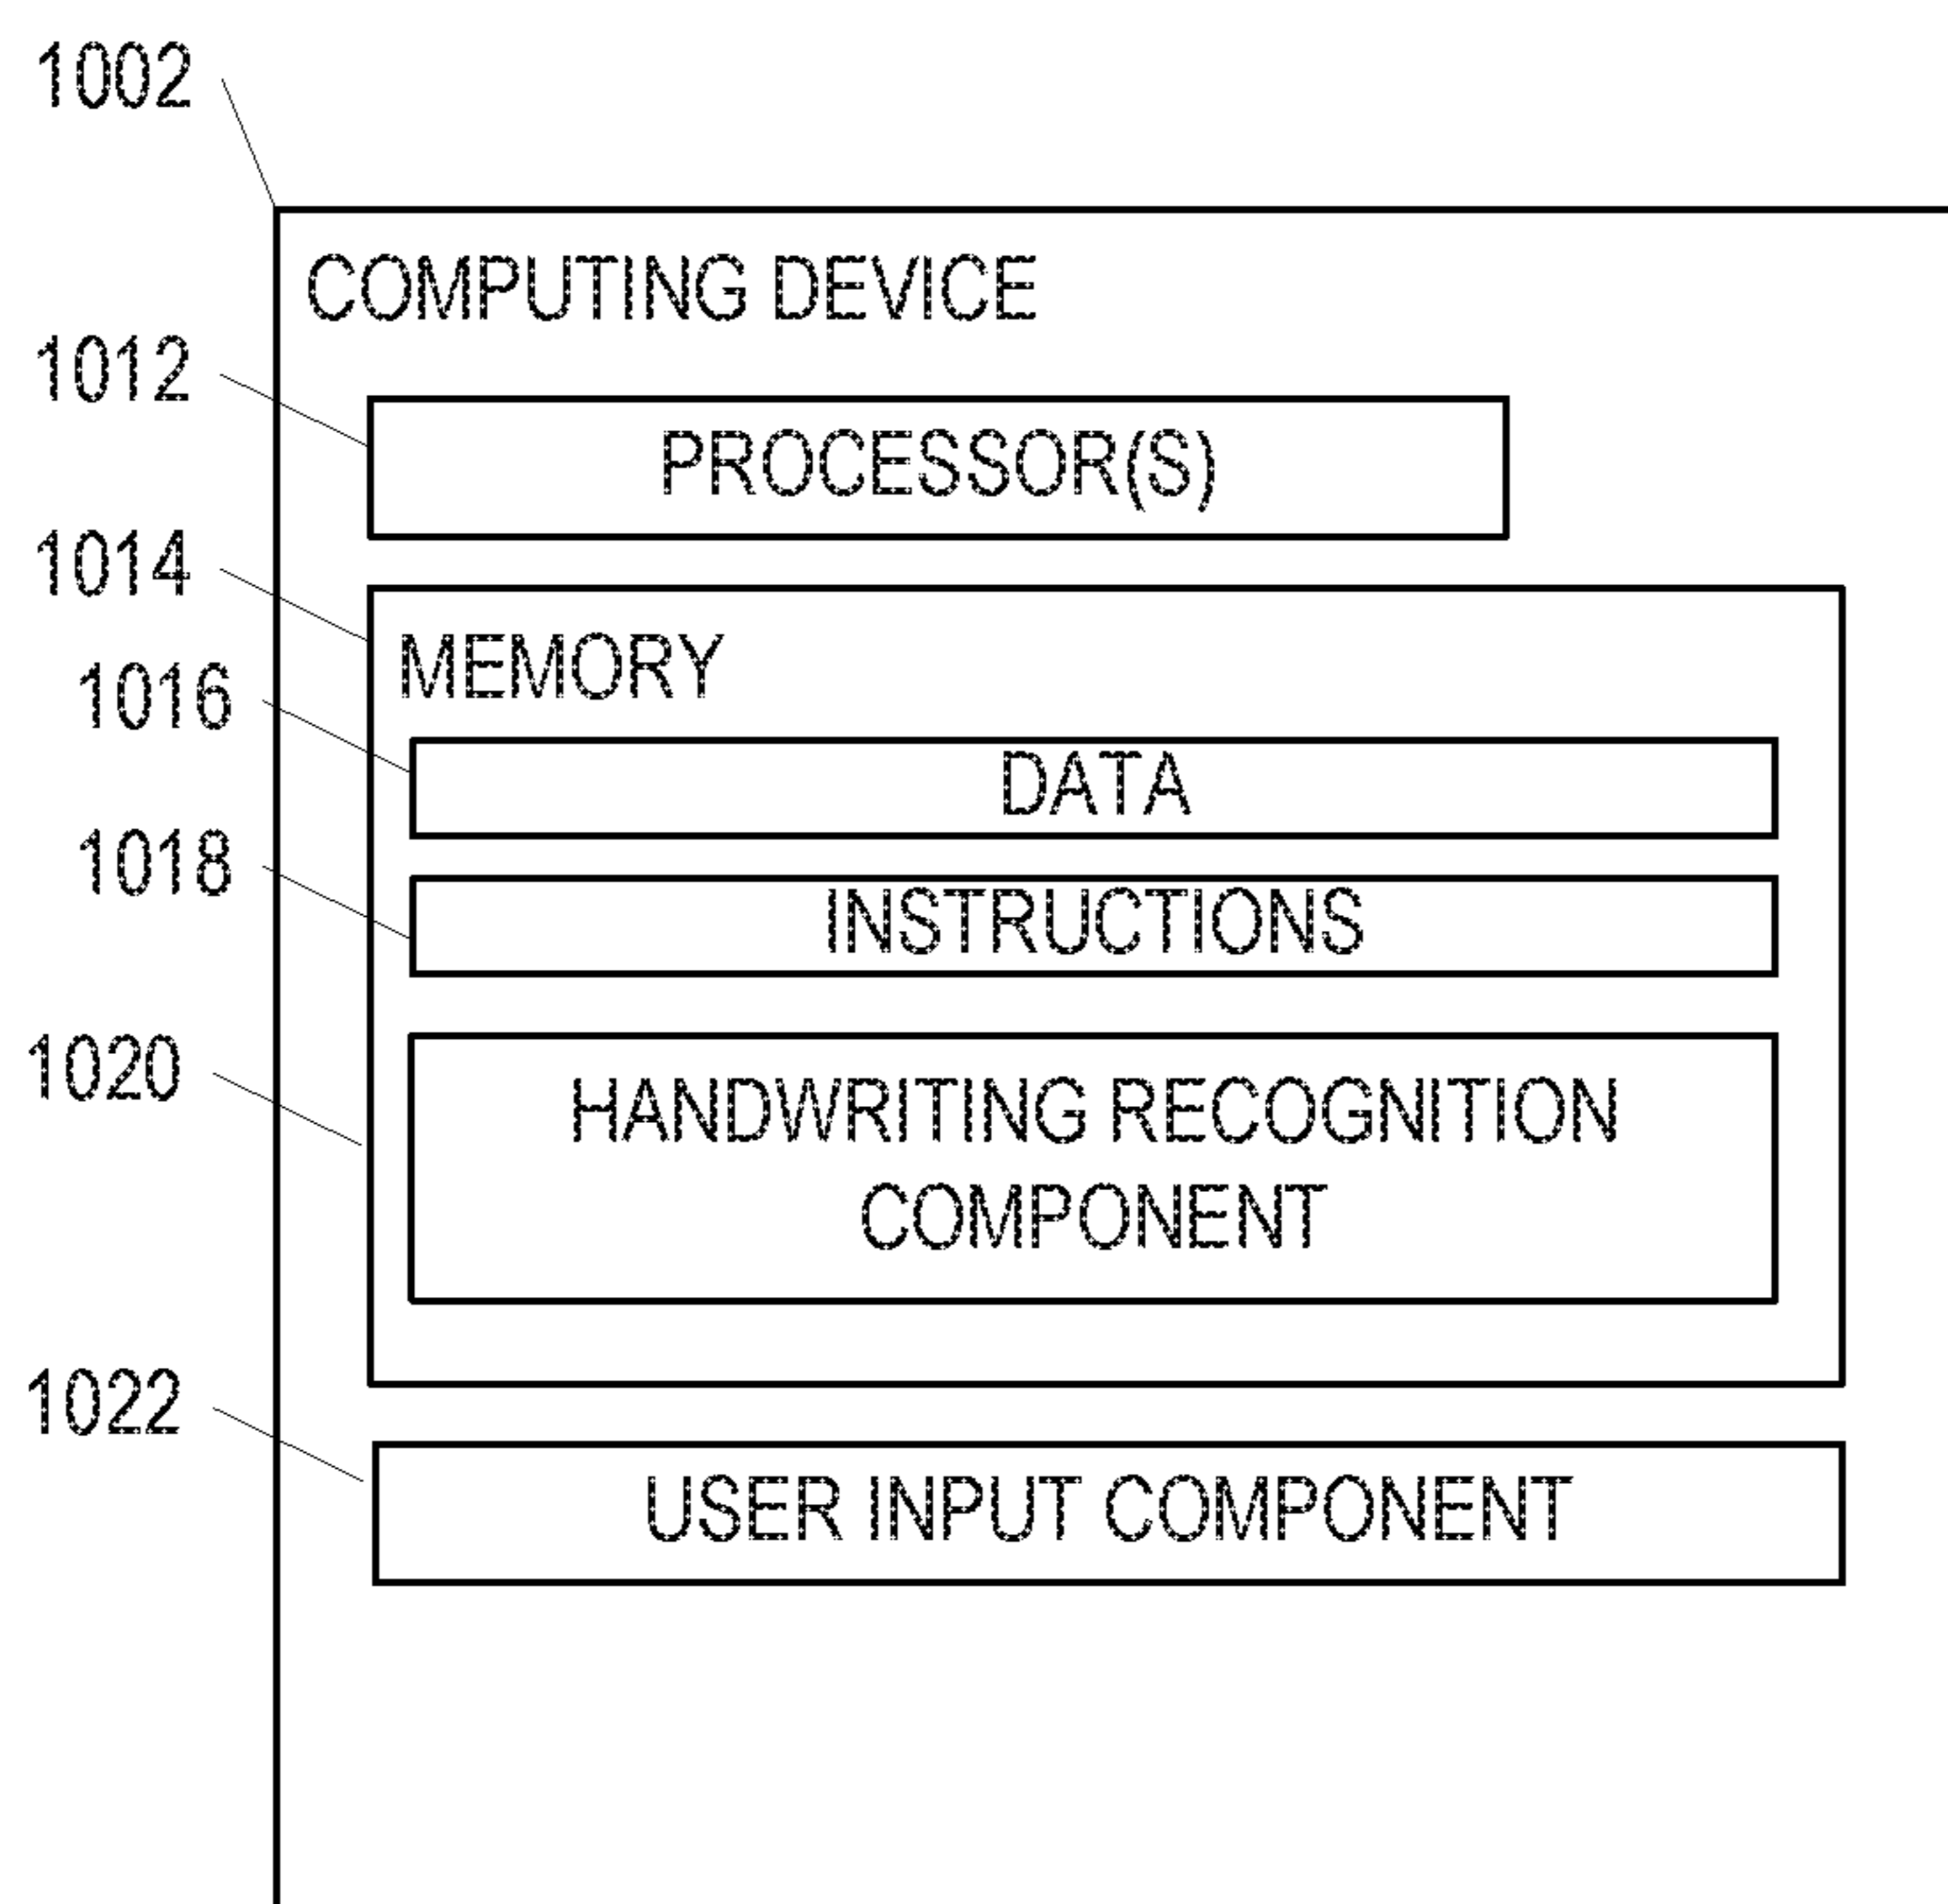 1002
COMPUTING DEVICE
1012
PROCESSOR(S)
1014
MEMORY
1016
DATA
1018
INSTRUCTIONS
1020
HANDWRITING RECOGNITION
COMPONENT
1022
USER INPUT COMPONENT